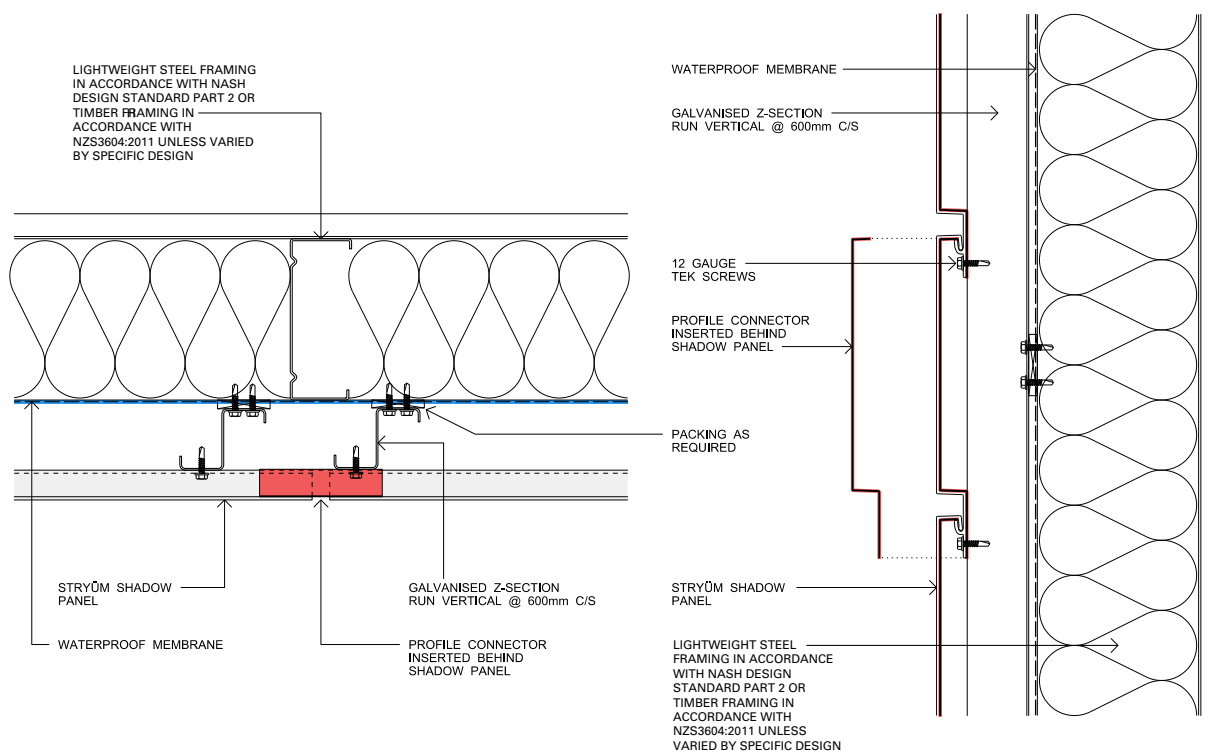 LIGHTWEIGHT STEEL FRAMING
IN ACCORDANCE WITH NASH
DESIGN STANDARD PART 2 OR
TIMBER FRAMING IN
ACCORDANCE WITH
NZS3604:2011 UNLESS VARIED
BY SPECIFIC DESIGN
STRYÜM SHADOW
PANEL
WATERPROOF MEMBRANE
GALVANISED Z-SECTION
RUN VERTICAL @ 600mm C/S
PROFILE CONNECTOR
INSERTED BEHIND
SHADOW PANEL
WATERPROOF MEMBRANE
GALVANISED Z-SECTION
RUN VERTICAL @ 600mm C/S
12 GAUGE
TEK SCREWS
PROFILE CONNECTOR
INSERTED BEHIND
SHADOW PANEL
PACKING AS
REQUIRED
STRYÜM SHADOW
PANEL
LIGHTWEIGHT STEEL
FRAMING IN ACCORDANCE
WITH NASH DESIGN
STANDARD PART 2 OR
TIMBER FRAMING IN
ACCORDANCE WITH
NZS3604:2011 UNLESS
VARIED BY SPECIFIC DESIGN